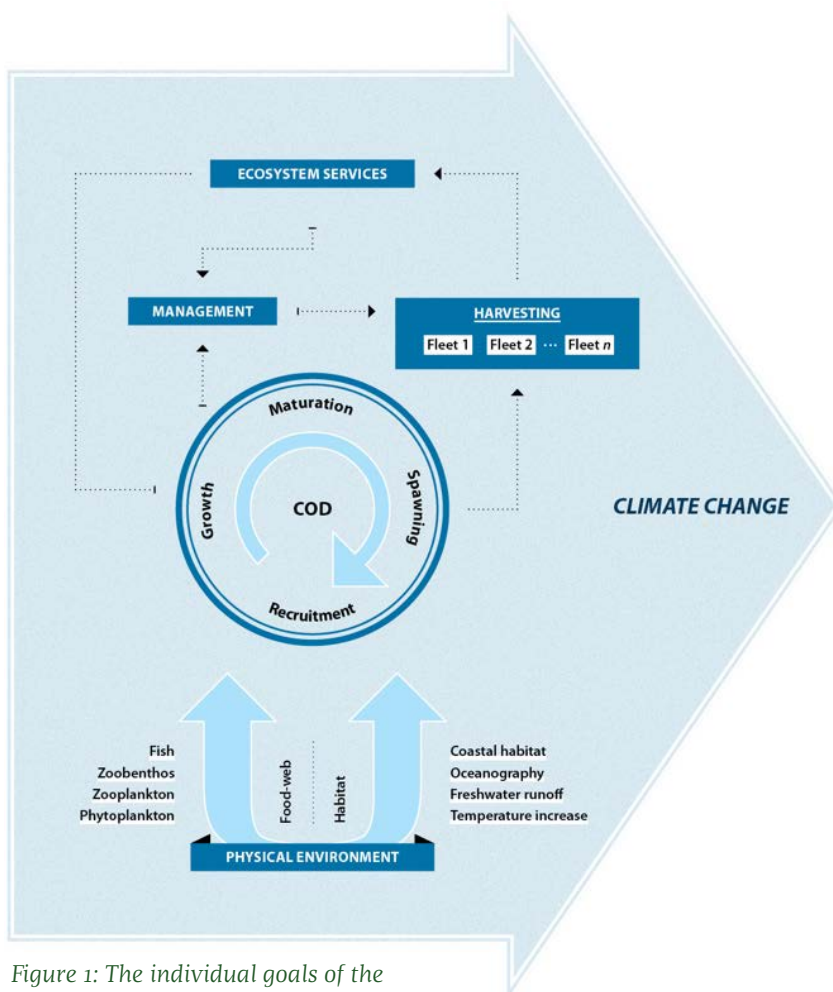 ECOSYSTEM SERVICES
MANAGEMENT
HARVESTING
Fleet 1 Fleet 2 ... Fleet n
Maturation
Growth
COD
Spawning
Recruitment
CLIMATE CHANGE
Fish
Zoobenthos
Zooplankton
Phytoplankton
Food-web
Habitat
Coastal habitat
Oceanography
Freshwater runoff
Temperature increase
PHYSICAL ENVIRONMENT
Figure 1: The individual goals of the